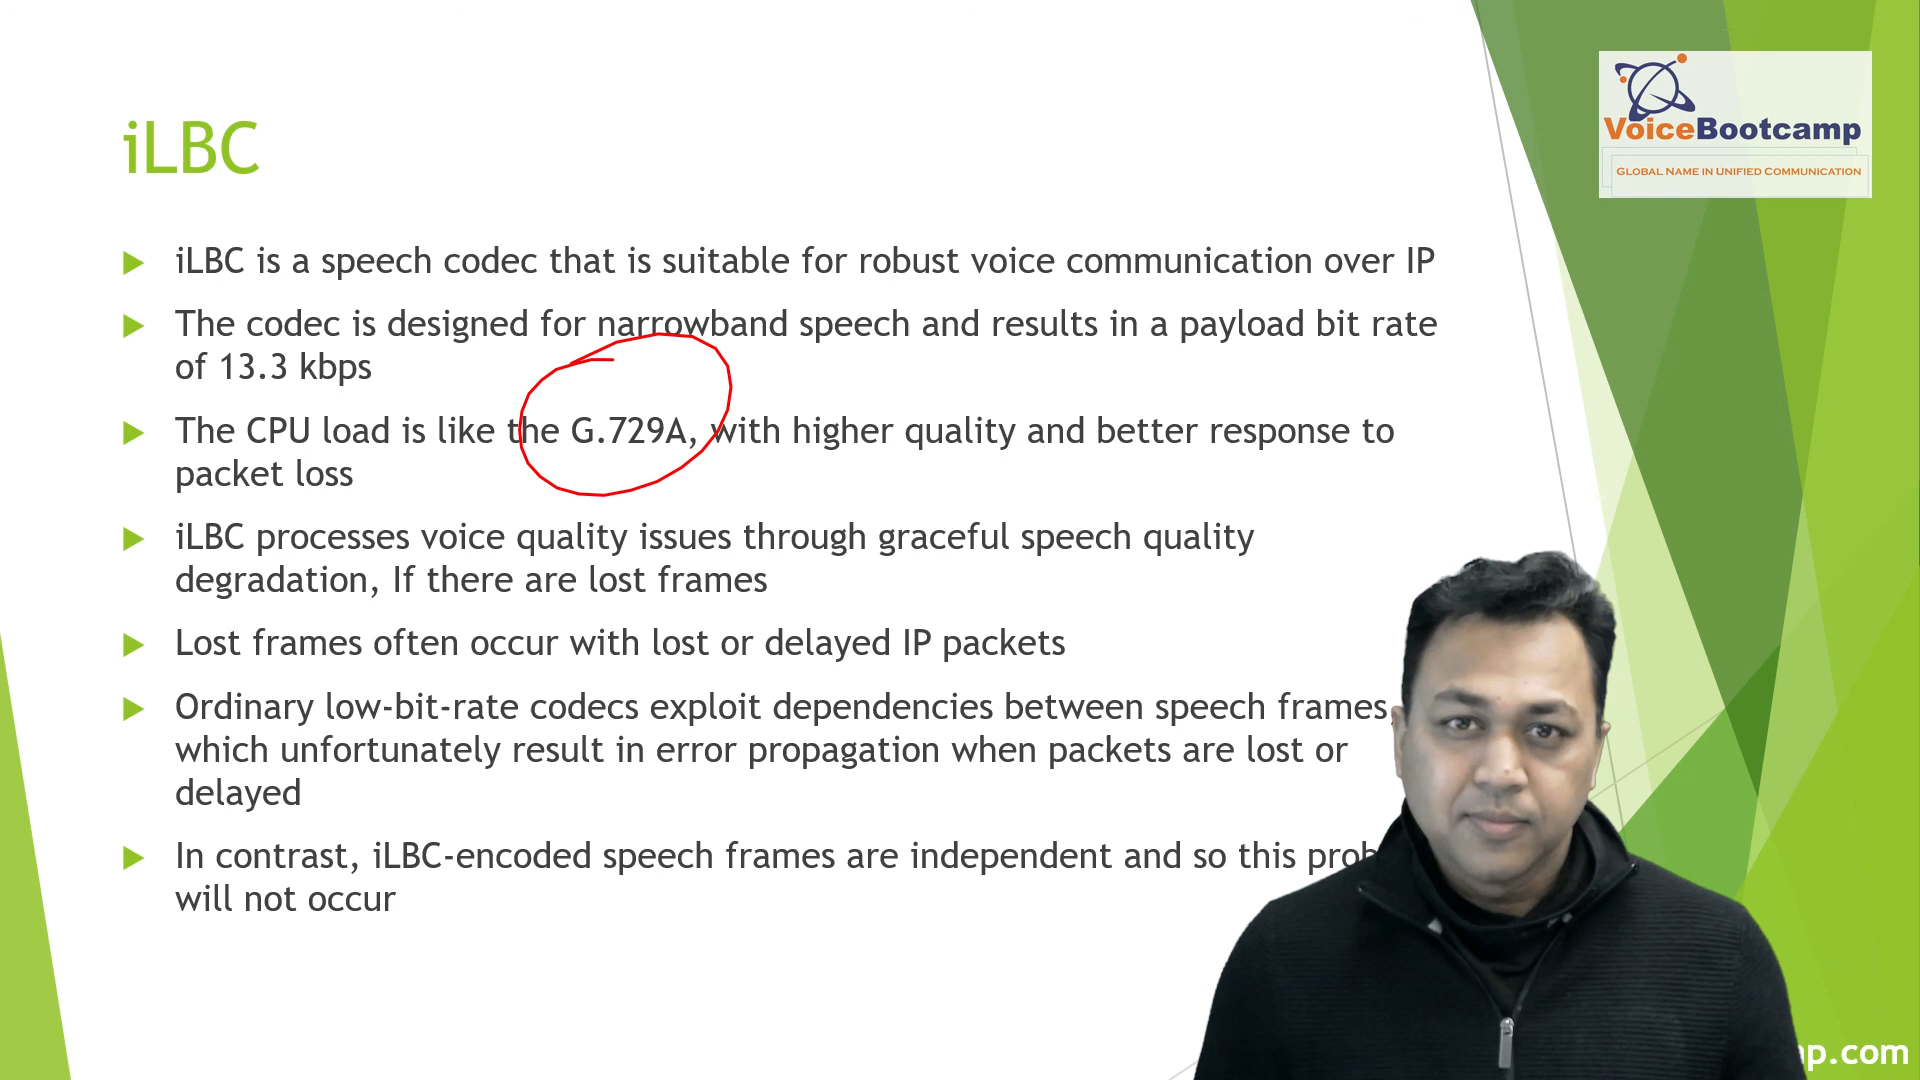 VoiceBootcamp
GLOBAL NAME IN UNIFIED COMMUNICATION
iLBC
iLBC is a speech codec that is suitable for robust voice communication over IP
The codec is designed for narrowband speech and results in a payload bit rate
of 13.3 kbps
The CPU load is like the G.729A, with higher quality and better response to
packet loss
iLBC processes voice quality issues through graceful speech quality
degradation, If there are lost frames
Lost frames often occur with lost or delayed IP packets
Ordinary low-bit-rate codecs exploit dependencies between speech frames,
which unfortunately result in error propagation when packets are lost or
delayed
In contrast, iLBC-encoded speech frames are independent and so this
will not occur